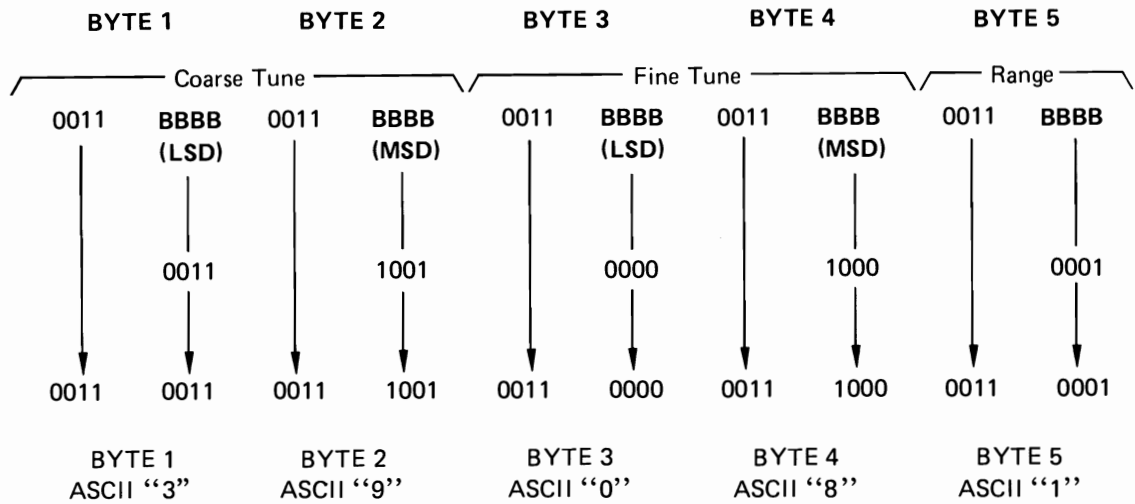 BYTE 1 BYTE 2 BYTE 3 BYTE 4 BYTE 5
Coarse Tune Fine Tune Range
0011 BBBB 0011 BBBB 0011 BBBB 0011 BBBB 0011 BBBB
(LSD) (MSD) (LSD) (MSD)
0011 1001 0000 1000 0001
0011 0011 0011 1001 0011 0000 0011 1000 0011 0001
BYTE 1 BYTE 2 BYTE 3 BYTE 4 BYTE 5
ASCII “3” ASCII “9” ASCII “0” ASCII “8” ASCII “1”